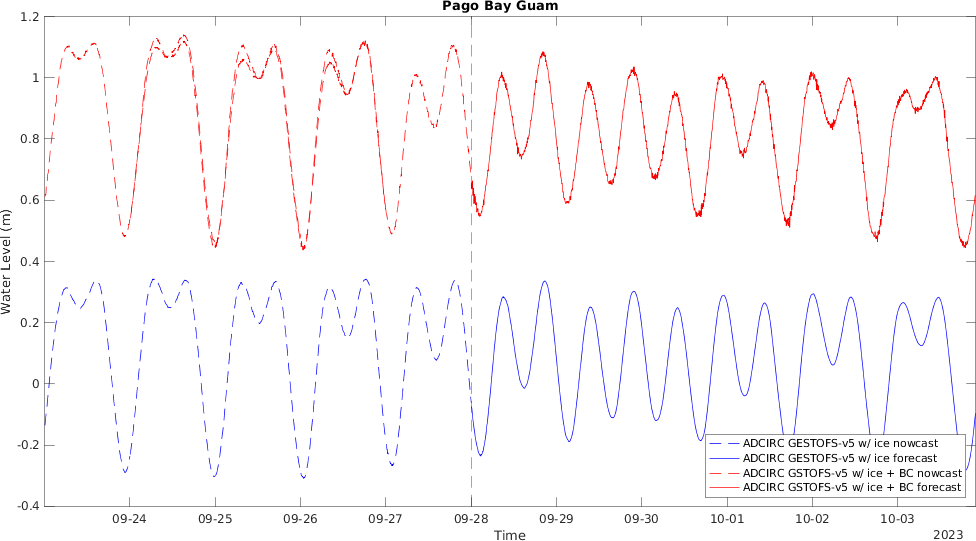 Pago Bay Guam
1.2
1
0.8
0.6
0.4
0.2
0
-0.2
-0.4
Water Level (m)
ADCIRC GESTOFS-v5 w/ ice nowcast
ADCIRC GESTOFS-v5 w/ ice forecast
ADCIRC GSTOFS-v5 w/ ice + BC nowcast
ADCIRC GSTOFS-v5 w/ ice + BC forecast
09-24 09-25 09-26 09-27 09-28 09-29 09-30 10-01 10-02 10-03
Time
2023